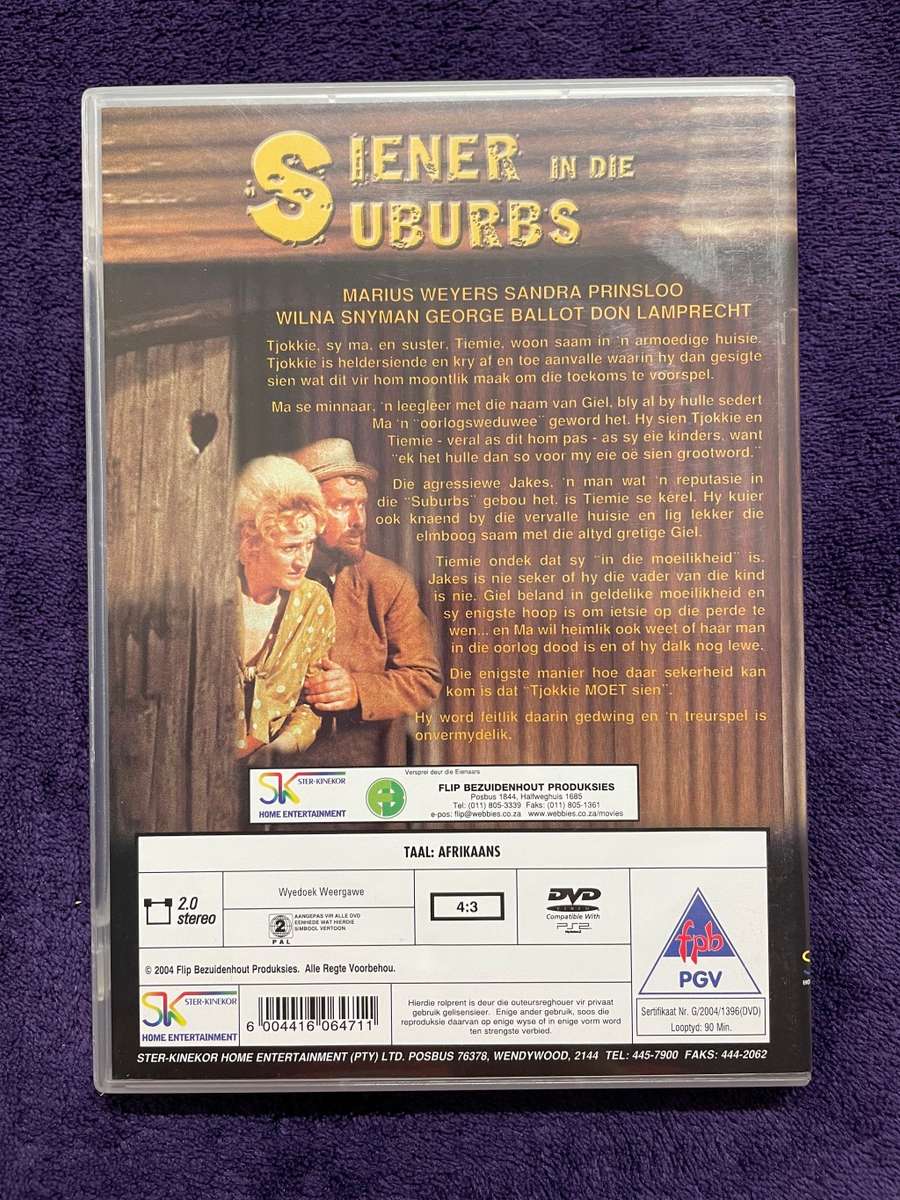 SIENER IN DIE
SUBURBS
MARIUS WEYERS SANDRA PRINSLOO
WILNA SNYMAN GEORGE BALLOT DON LAMPRECHT
Tjokkie, sy ma, en suster, Tiemie, woon saam in 'n armoedige huisie.
Tjokkie is heldersiende en kry af en toe aanvalle waarin hy dan gesigte
sien wat dit vir hom moontlik maak om die toekoms te voorspel.
Ma se minnaar, 'n leegleer met die naam van Giel, bly al by hulle sedert
Ma 'n "oorlogsweduwee" geword het. Hy sien Tjokkie en
Tiemie - veral as dit hom pas - as sy eie kinders, want
"ek het hulle dan so voor my eie oë sien grootword."
Die agressiewe Jakes, 'n man wat 'n reputasie in
die "Suburbs" gebou het, is Tiemie se kêrel. Hy kuier
ook knaend by die vervalle huisie en lig lekker die
elmboog saam met die altyd gretige Giel.
Tiemie ondek dat sy "in die moeilikheid" is.
Jakes is nie seker of hy die vader van die kind
is nie. Giel beland in geldelike moeilikheid en
sy enigste hoop is om ietsie op die perde te
wen... en Ma wil heimlik ook weet of haar man
in die oorlog dood is en of hy dalk nog lewe.
Die enigste manier hoe daar sekerheid kan
kom is dat "Tjokkie MOET sien".
Hy word feitlik daarin gedwing en 'n treurspel is
onvermydelik.
Versprei deur die Eienaars
SK STER-KINEKOR
HOME ENTERTAINMENT
FLIP BEZUIDENHOUT PRODUKSIES
Posbus 1844, Halfweghuis 1685
Tel: (011) 805-3339 Faks: (011) 805-1361
e-pos: flip@webbies.co.za www.webbies.co.za/movies
TAAL: AFRIKAANS
2.0
stereo
Wyedoek Weergawe
2
PAL
AANGEPAS VIR ALLE DVD
EENHEDE WAT HIERDIE
SIMBOOL VERTOON
4:3
DVD
VIDEO
Compatible With
PS2
PlayStation 2
fpb
PGV
Sertifikaat Nr. G/2004/1396(DVD)
Looptyd: 90 Min.
© 2004 Flip Bezuidenhout Produksies. Alle Regte Voorbehou.
SK STER-KINEKOR
HOME ENTERTAINMENT
6 004416 064711
Hierdie rolprent is deur die outeursreghouer vir privaat
gebruik gelisensieer. Enige ander gebruik, soos die
reproduksie daarvan op enige wyse of in enige vorm word
ten strengste verbied.
STER-KINEKOR HOME ENTERTAINMENT (PTY) LTD. POSBUS 76378, WENDYWOOD, 2144 TEL: 445-7900 FAKS: 444-2062